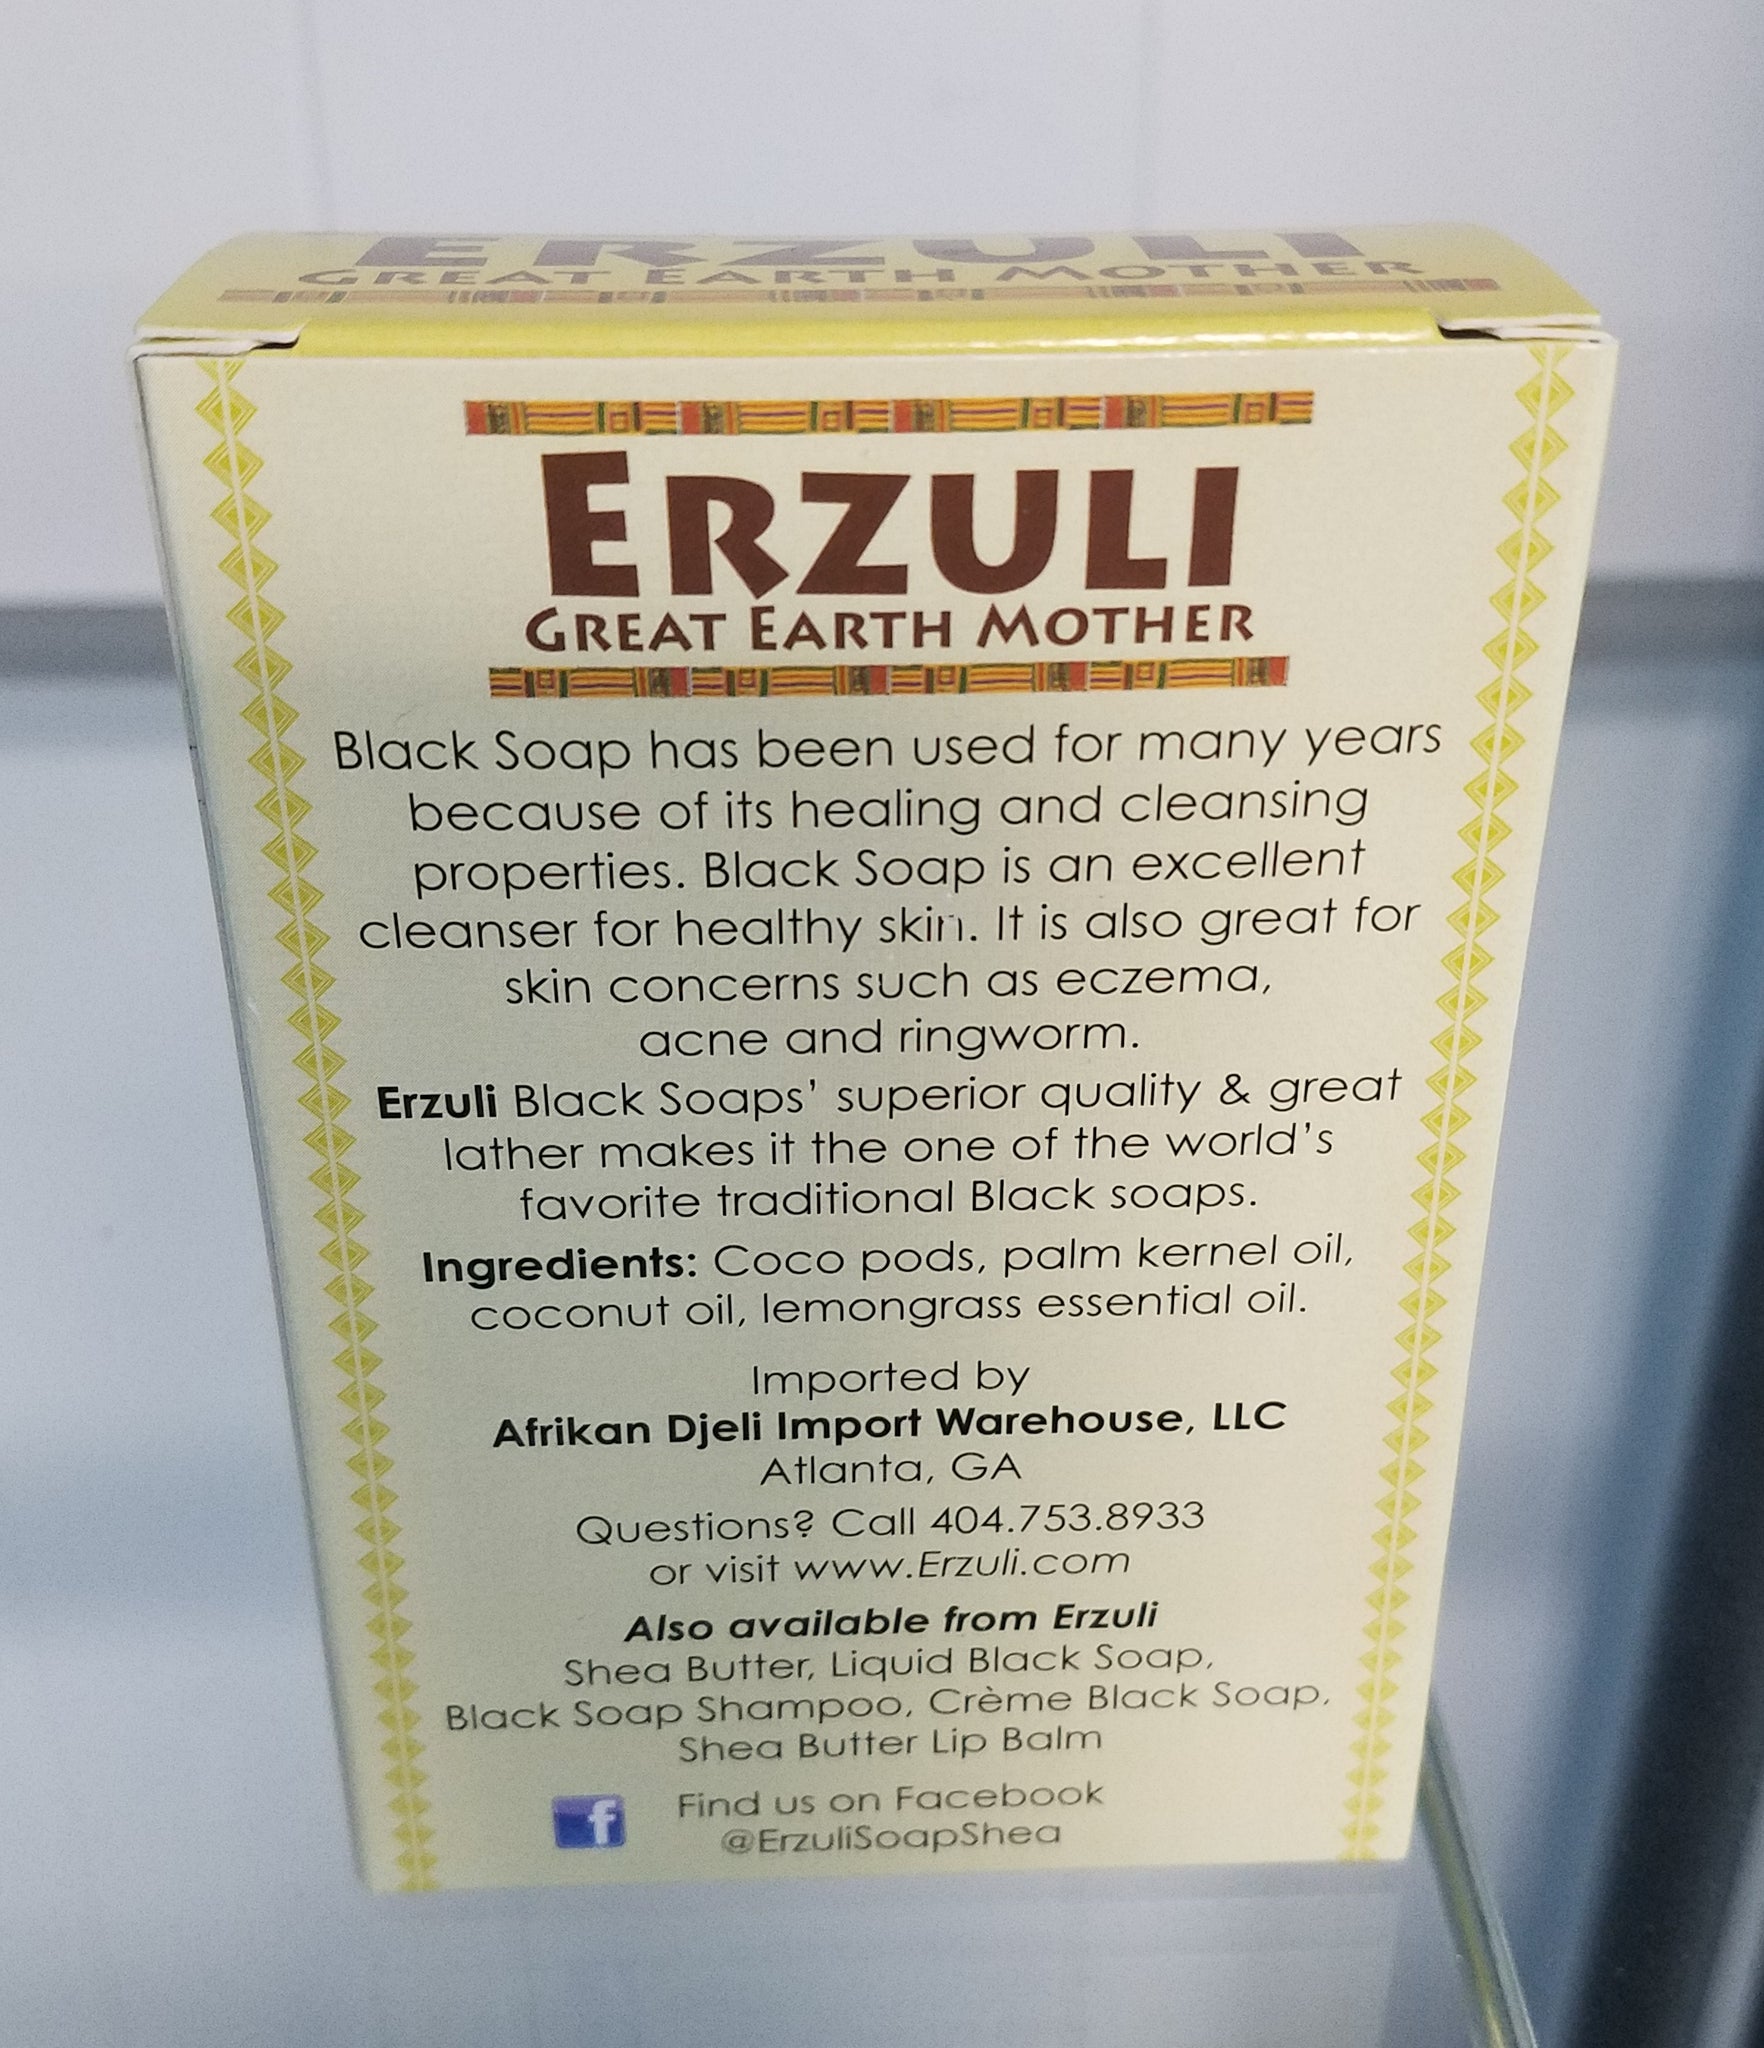 ERZULI
GREAT EARTH MOTHER
ERZULI
GREAT EARTH MOTHER
Black Soap has been used for many years
because of its healing and cleansing
properties. Black Soap is an excellent
cleanser for healthy skin. It is also great for
skin concerns such as eczema,
acne and ringworm.
Erzuli Black Soaps' superior quality & great
lather makes it the one of the world's
favorite traditional Black soaps.
Ingredients: Coco pods, palm kernel oil,
coconut oil, lemongrass essential oil.
Imported by
Afrikan Djeli Import Warehouse, LLC
Atlanta, GA
Questions? Call 404.753.8933
or visit www.Erzuli.com
Also available from Erzuli
Shea Butter, Liquid Black Soap,
Black Soap Shampoo, Crème Black Soap,
Shea Butter Lip Balm
f Find us on Facebook
@ErzuliSoapShea